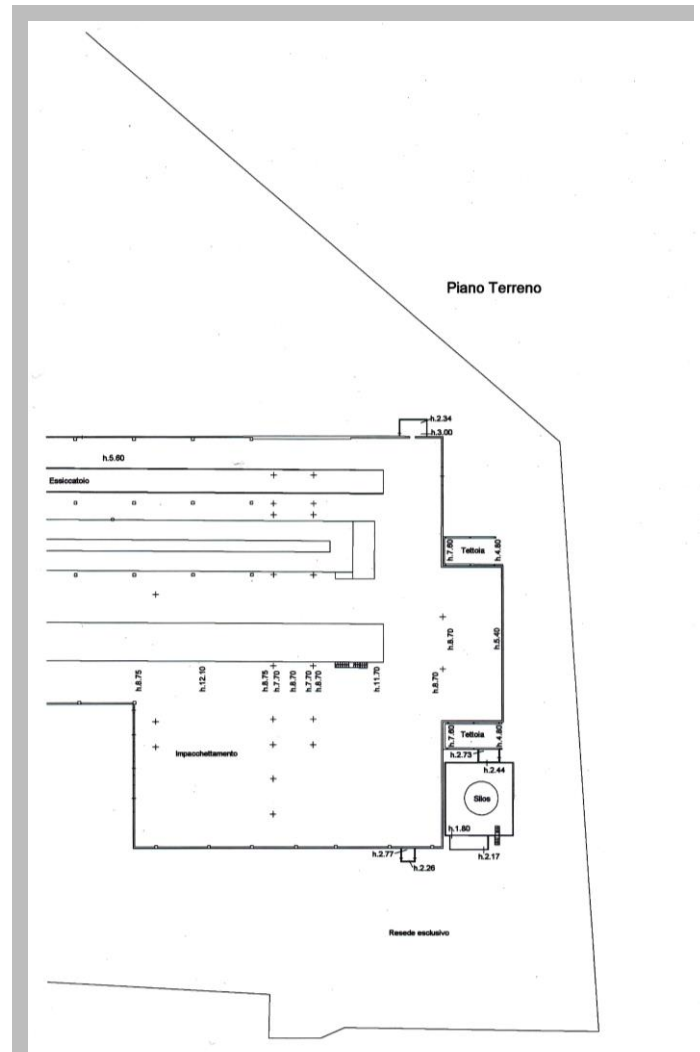 Piano Terreno
h.2.34
h.3.00
h.5.60
Essiccatoio
h.7.60
Tettoia
h.4.80
h.8.70
h.5.40
h.8.75
h.12.10
h.8.75
h.7.70
h.8.70
h.7.70
h.8.70
h.11.70
h.8.70
h.7.60
Tettoia
h.4.80
Impacchettamento
h.2.73
h.2.44
Silos
h.1.80
h.2.77
h.2.17
h.2.26
Resede esclusivo